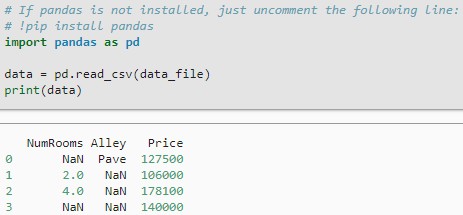 # If pandas is not installed, just uncomment the following line:
# !pip install pandas
import pandas as pd
data = pd.read_csv(data_file)
print(data)
NumRooms Alley Price
0 NaN Pave 127500
1 2.0 NaN 106000
2 4.0 NaN 178100
3 NaN NaN 140000